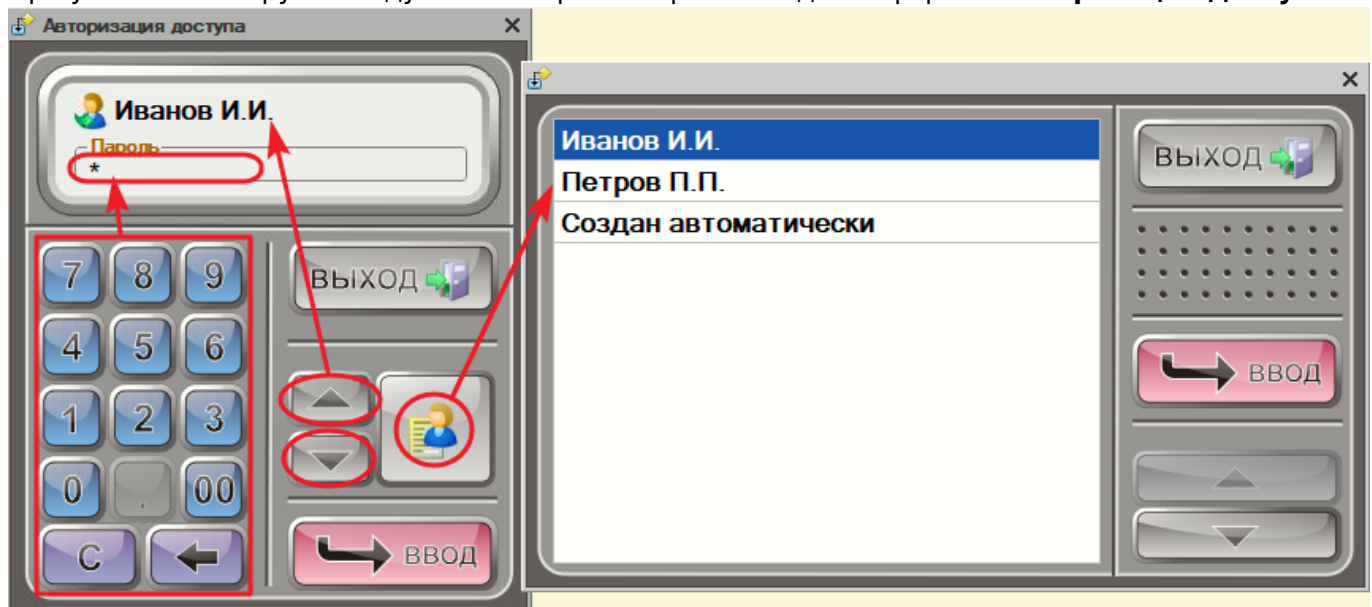 Авторизация доступа
Иванов И.И.
Пароль
*
7 8 9
4 5 6
1 2 3
0 . 00
C
ВЫХОД
ВВОД
Иванов И.И.
Петров П.П.
Создан автоматически
ВЫХОД
ВВОД